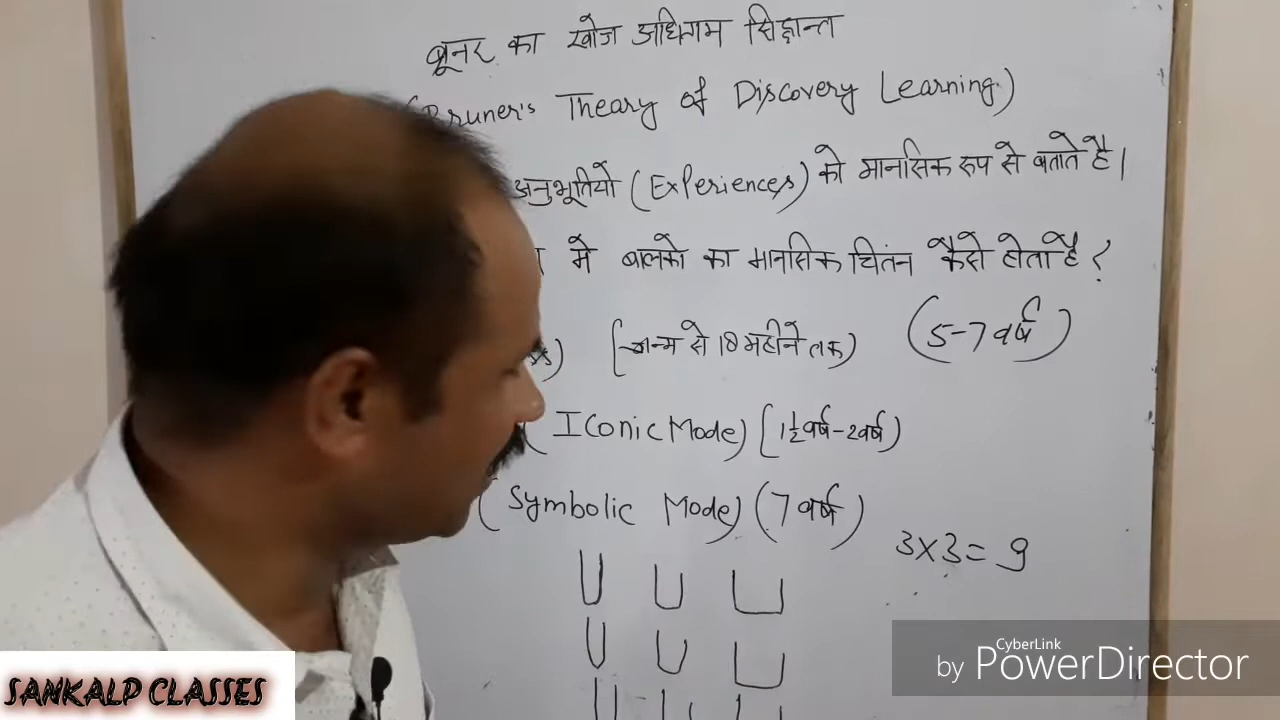 ब्रूनर का खोज अधिगम सिद्धान्त
Bruner's Theary of Discovery Learning)
अनुभूतियों (Experiences) को मानसिक रुप से बताते है।
मे बालको का मानसिक चितंन कैसे होता है ?
(जन्म से 18 महीने तक) (5-7 वर्ष)
(Iconic Mode) (1½ वर्ष - 2 वर्ष)
(Symbolic Mode) (7 वर्ष)
3x3 = 9
CyberLink
by PowerDirector
SANKALP CLASSES